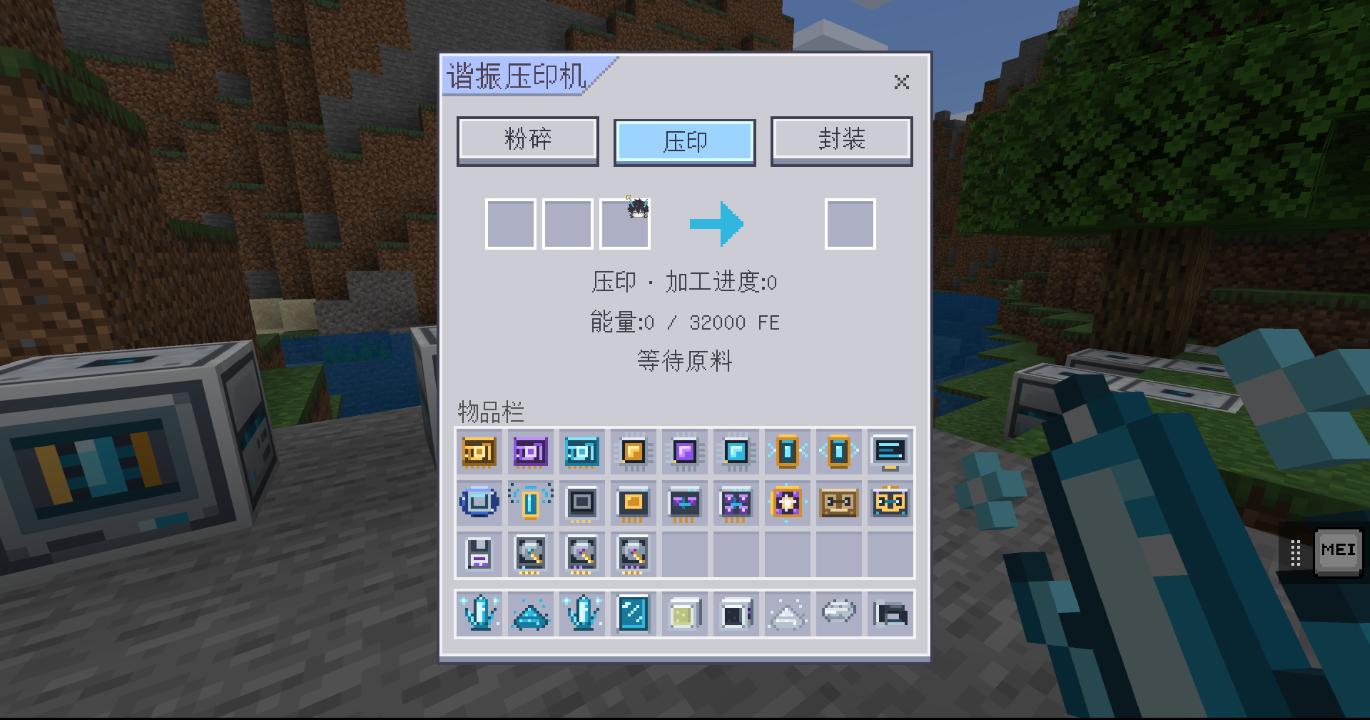 谐振压印机
粉碎
压印
封装
压印 · 加工进度:0
能量:0 / 32000 FE
等待原料
物品栏
MEI